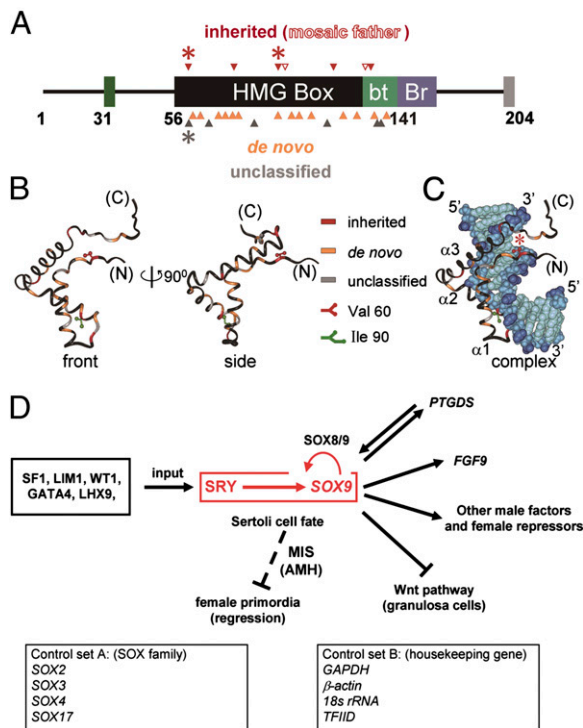 A
inherited (mosaic father)
* *
HMG Box bt Br
1 31 56 141 204
*
de novo
unclassified
B
(C)
(N)
90⁰
front
(C)
(N)
side
inherited
de novo
unclassified
Val 60
Ile 90
C
5' 3' (C)
*
α3
(N)
α2
5'
α1
3'
complex
D
PTGDS
SOX8/9
SF1, LIM1, WT1,
GATA4, LHX9,
input
SRY SOX9
FGF9
Sertoli cell fate
Other male factors
and female repressors
MIS
(AMH)
female primordia
(regression)
Wnt pathway
(granulosa cells)
Control set A: (SOX family)
SOX2
SOX3
SOX4
SOX17
Control set B: (housekeeping gene)
GAPDH
β-actin
18s rRNA
TFIID